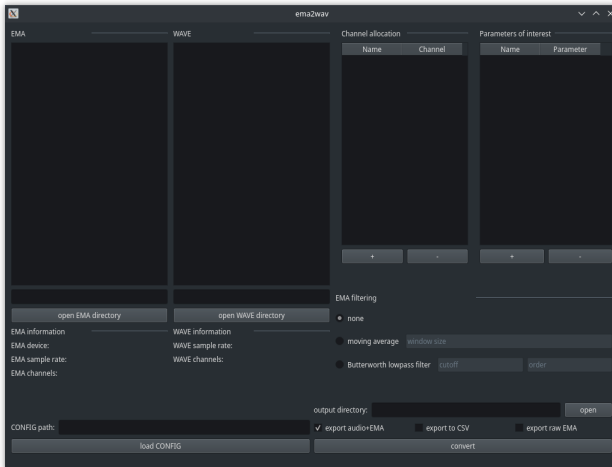 ema2wav
EMA
WAVE
Channel allocation
Parameters of interest
Name Channel
Name Parameter
+ -
+ -
open EMA directory
open WAVE directory
EMA filtering
none
moving average window size
Butterworth lowpass filter cutoff order
EMA information
EMA device:
EMA sample rate:
EMA channels:
WAVE information
WAVE sample rate:
WAVE channels:
output directory: open
CONFIG path:
export audio+EMA export to CSV export raw EMA
load CONFIG
convert